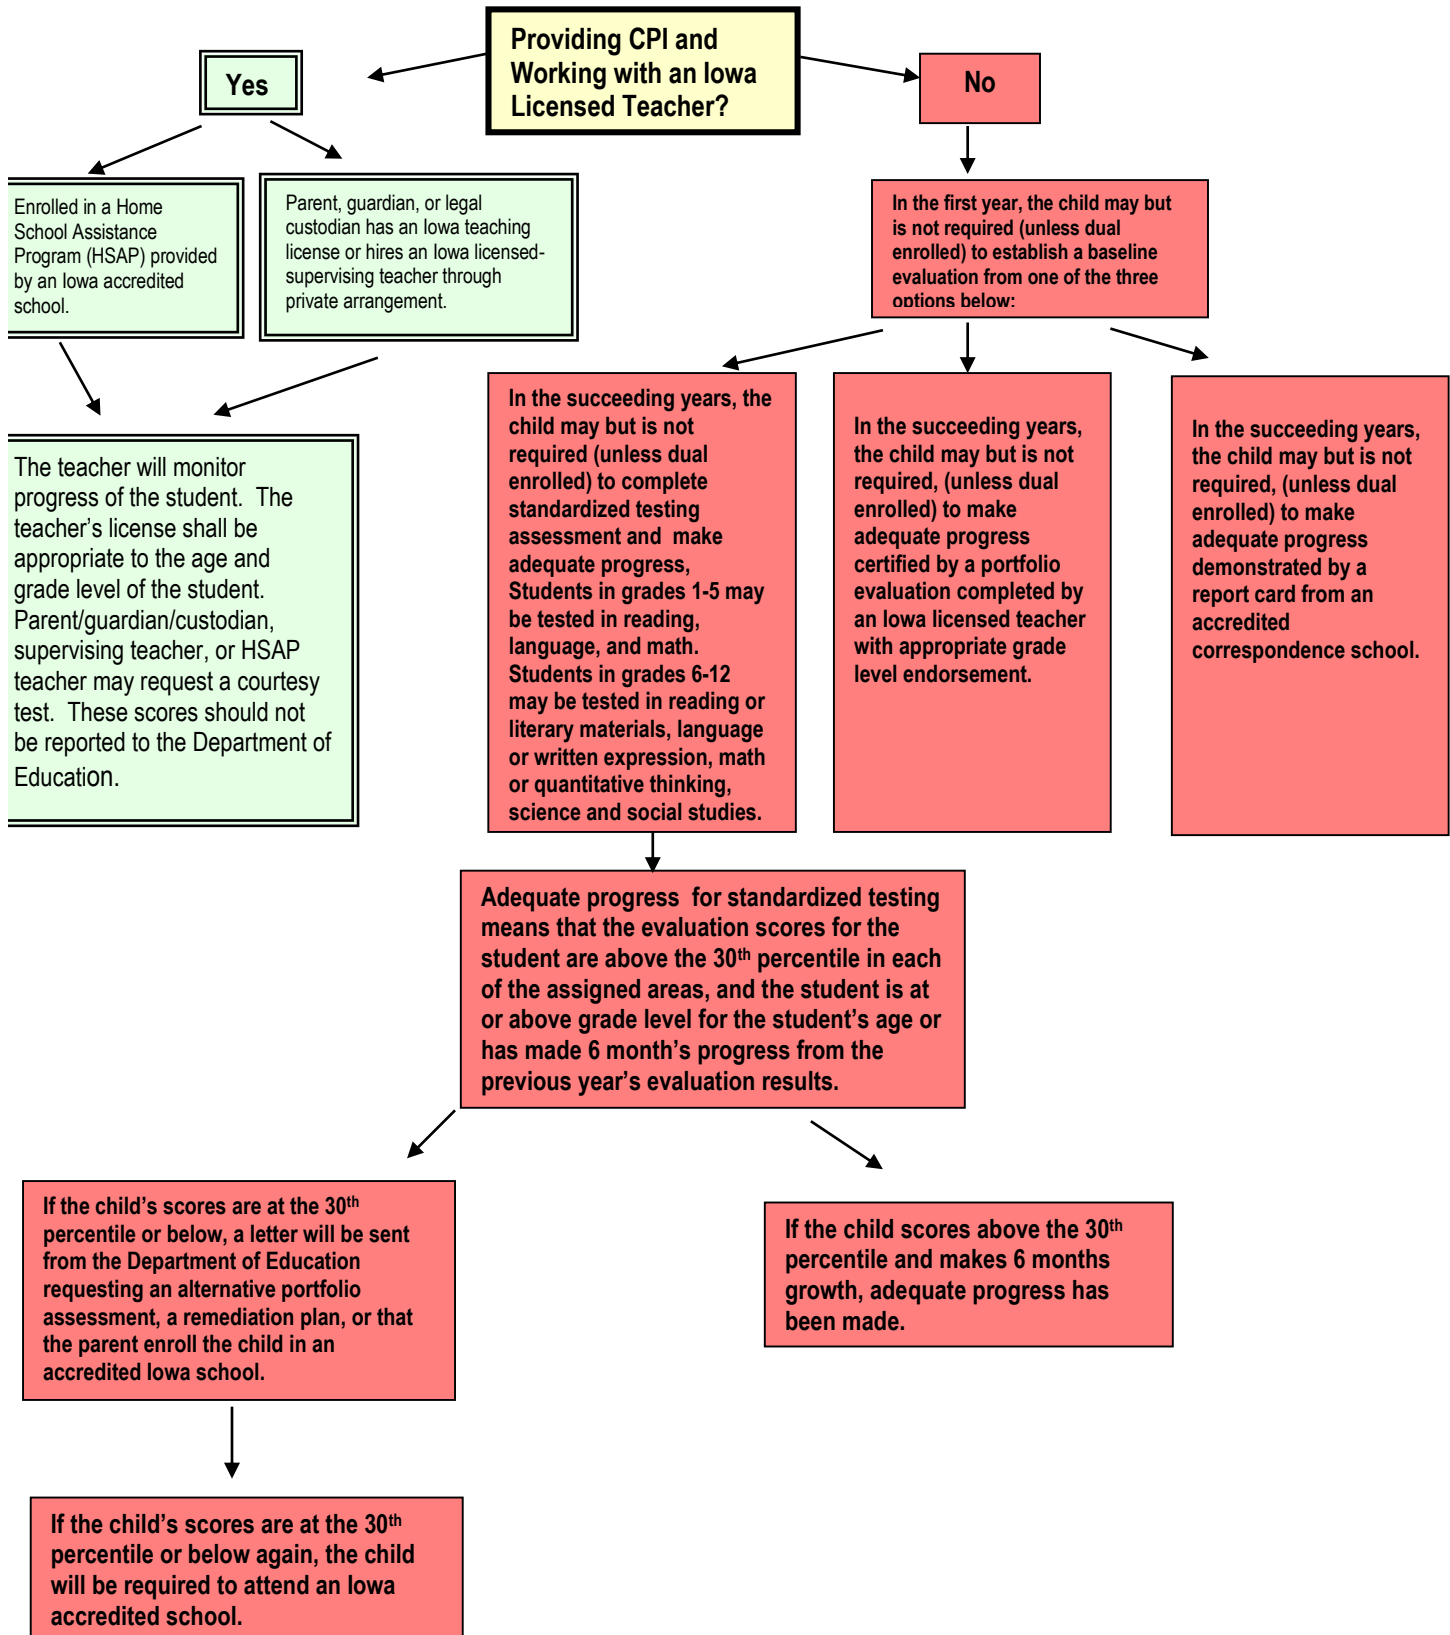 Providing CPI and
Working with an Iowa
Licensed Teacher?
Yes
No
Enrolled in a Home
School Assistance
Program (HSAP) provided
by an Iowa accredited
school.
Parent, guardian, or legal
custodian has an Iowa teaching
license or hires an Iowa licensed-
supervising teacher through
private arrangement.
In the first year, the child may but
is not required (unless dual
enrolled) to establish a baseline
evaluation from one of the three
options below:
The teacher will monitor
progress of the student.  The
teacher’s license shall be
appropriate to the age and
grade level of the student.
Parent/guardian/custodian,
supervising teacher, or HSAP
teacher may request a courtesy
test.  These scores should not
be reported to the Department of
Education.
In the succeeding years, the
child may but is not
required (unless dual
enrolled) to complete
standardized testing
assessment and  make
adequate progress,
Students in grades 1-5 may
be tested in reading,
language, and math.
Students in grades 6-12
may be tested in reading or
literary materials, language
or written expression, math
or quantitative thinking,
science and social studies.
In the succeeding years,
the child may but is not
required, (unless dual
enrolled) to make
adequate progress
certified by a portfolio
evaluation completed by
an Iowa licensed teacher
with appropriate grade
level endorsement.
In the succeeding years,
the child may but is not
required, (unless dual
enrolled) to make
adequate progress
demonstrated by a
report card from an
accredited
correspondence school.
Adequate progress  for standardized testing
means that the evaluation scores for the
student are above the 30th percentile in each
of the assigned areas, and the student is at
or above grade level for the student’s age or
has made 6 month’s progress from the
previous year’s evaluation results.
If the child’s scores are at the 30th
percentile or below, a letter will be sent
from the Department of Education
requesting an alternative portfolio
assessment, a remediation plan, or that
the parent enroll the child in an
accredited Iowa school.
If the child scores above the 30th
percentile and makes 6 months
growth, adequate progress has
been made.
If the child’s scores are at the 30th
percentile or below again, the child
will be required to attend an Iowa
accredited school.